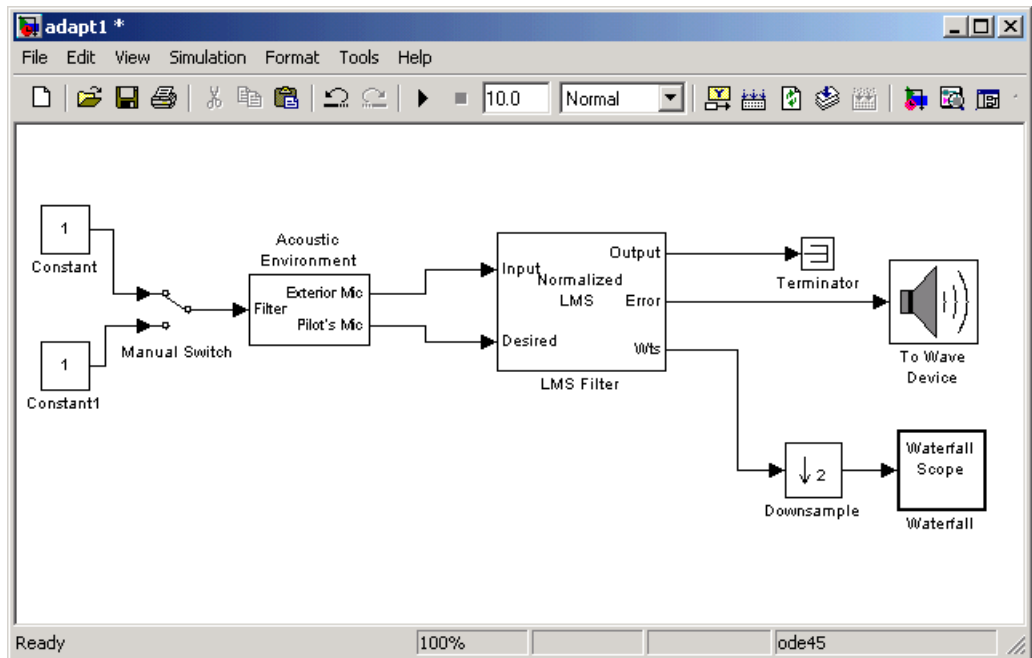 adapt1 *
File Edit View Simulation Format Tools Help
10.0 Normal
1
Constant
Manual Switch
1
Constant1
Acoustic
Environment
Filter
Exterior Mic
Pilot's Mic
Input
Desired
Normalized
LMS
Output
Error
Wts
LMS Filter
Terminator
To Wave
Device
2
Downsample
Waterfall
Scope
Waterfall
Ready 100% ode45